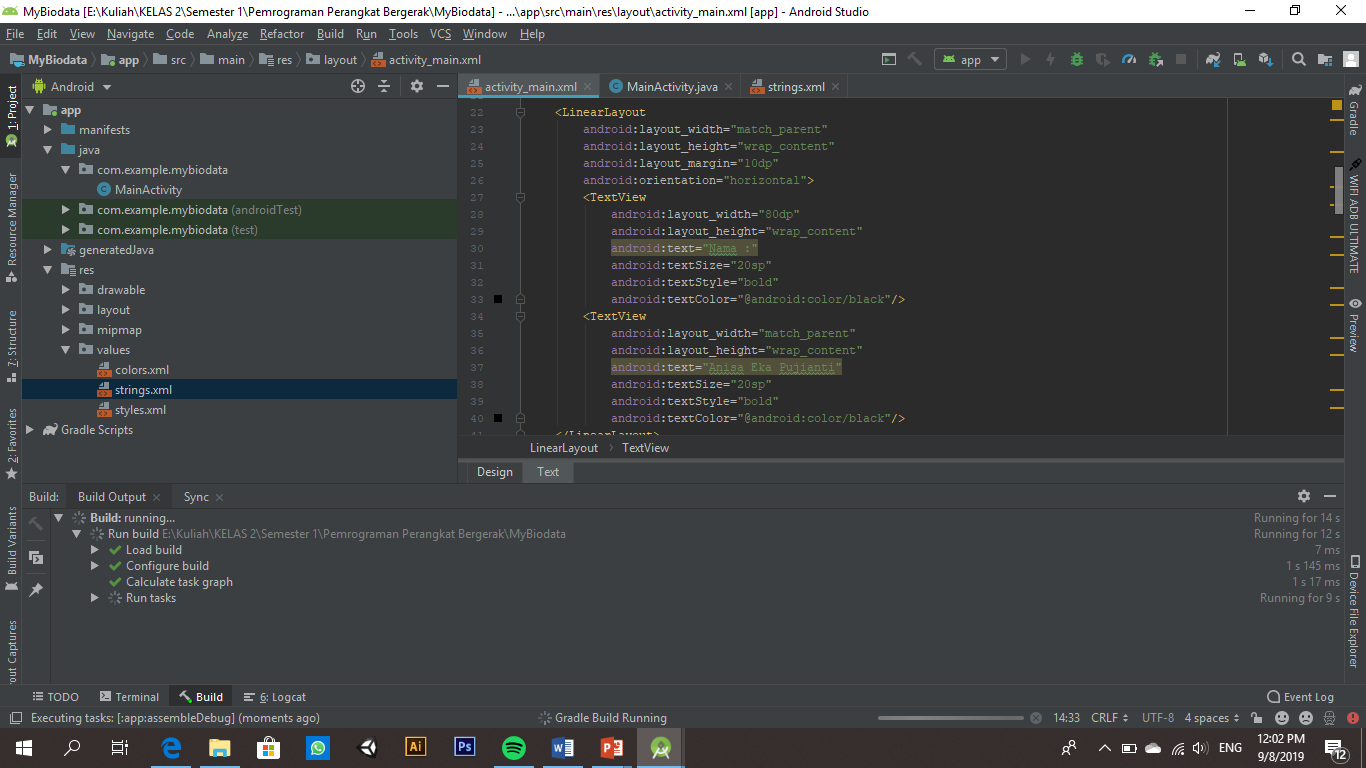 MyBiodata [E:\Kuliah\KELAS 2\Semester 1\Pemrograman Perangkat Bergerak\MyBiodata] - ...\app\src\main\res\layout\activity_main.xml [app] - Android Studio
File Edit View Navigate Code Analyze Refactor Build Run Tools VCS Window Help
MyBiodata app src main res layout activity_main.xml app
1: Project
Resource Manager
7: Structure
2: Favorites
Build Variants
Android
app
manifests
java
com.example.mybiodata
MainActivity
com.example.mybiodata (androidTest)
com.example.mybiodata (test)
generatedJava
res
drawable
layout
mipmap
values
colors.xml
strings.xml
styles.xml
Gradle Scripts
activity_main.xml MainActivity.java strings.xml
22 <LinearLayout
23 android:layout_width="match_parent"
24 android:layout_height="wrap_content"
25 android:layout_margin="10dp"
26 android:orientation="horizontal">
27 <TextView
28 android:layout_width="80dp"
29 android:layout_height="wrap_content"
30 android:text="Nama :"
31 android:textSize="20sp"
32 android:textStyle="bold"
33 android:textColor="@android:color/black"/>
34 <TextView
35 android:layout_width="match_parent"
36 android:layout_height="wrap_content"
37 android:text="Anisa Eka Pujianti"
38 android:textSize="20sp"
39 android:textStyle="bold"
40 android:textColor="@android:color/black"/>
41 </LinearLayout>
LinearLayout TextView
Design Text
Gradle
WIFI ADB ULTIMATE
Preview
Device File Explorer
Build: Build Output Sync
Build: running... Running for 14 s
Run build E:\Kuliah\KELAS 2\Semester 1\Pemrograman Perangkat Bergerak\MyBiodata Running for 12 s
Load build 7 ms
Configure build 1 s 145 ms
Calculate task graph 1 s 17 ms
Run tasks Running for 9 s
TODO Terminal Build 6: Logcat Event Log
Executing tasks: [:app:assembleDebug] (moments ago) Gradle Build Running 14:33 CRLF UTF-8 4 spaces
Ai Ps ENG 12:02 PM
9/8/2019 12